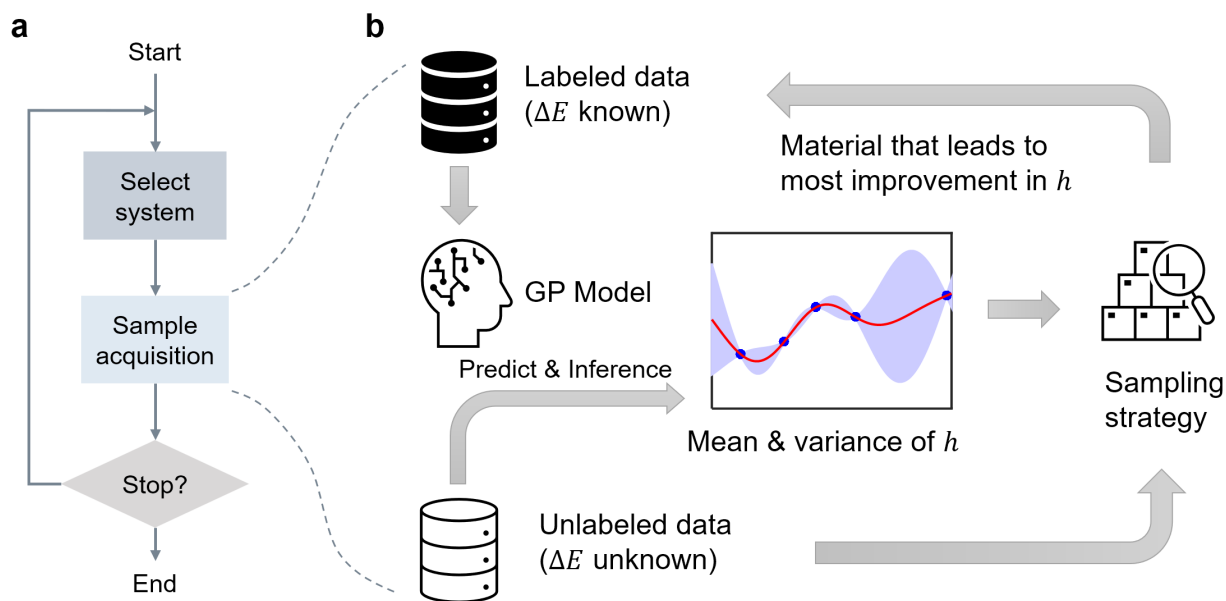 a
Start
Select
system
Sample
acquisition
Stop?
End
b
Labeled data
(Δ𝐸 known)
Material that leads to
most improvement in ℎ
GP Model
Predict & Inference
Mean & variance of ℎ
Sampling
strategy
Unlabeled data
(Δ𝐸 unknown)